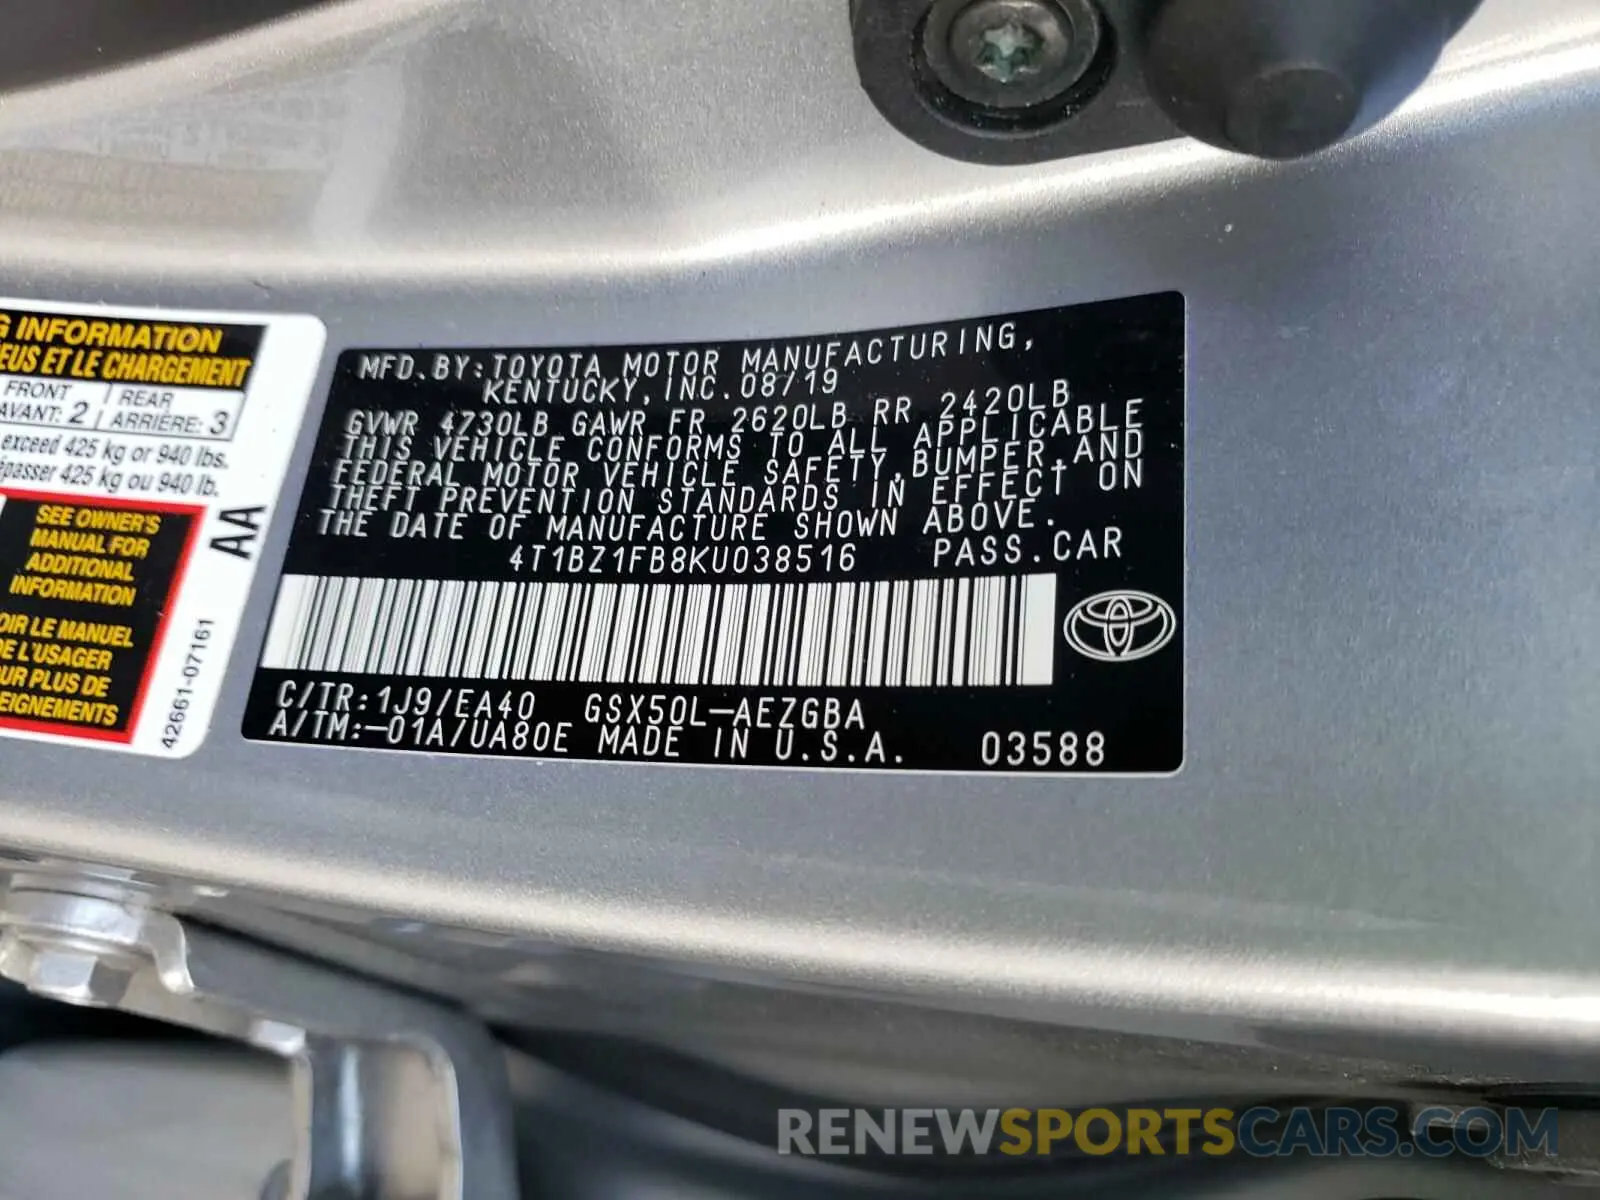 G INFORMATION
EUS ET LE CHARGEMENT
FRONT REAR
AVANT: 2 ARRIÈRE: 3
exceed 425 kg or 940 lbs.
épasser 425 kg ou 940 lb.
SEE OWNER'S
MANUAL FOR
ADDITIONAL
INFORMATION
OIR LE MANUEL
DE L'USAGER
UR PLUS DE
EIGNEMENTS
AA
42661-07161
MFD. BY: TOYOTA MOTOR MANUFACTURING,
KENTUCKY, INC. 08/19
GVWR 4730LB GAWR FR 2620LB RR 2420LB
THIS VEHICLE CONFORMS TO ALL APPLICABLE
FEDERAL MOTOR VEHICLE SAFETY, BUMPER, AND
THEFT PREVENTION STANDARDS IN EFFECT ON
THE DATE OF MANUFACTURE SHOWN ABOVE.
4T1BZ1FB8KU038516 PASS.CAR
C/TR:1J9/EA40 GSX50L-AEZGBA
A/TM:-01A/UA80E MADE IN U.S.A. 03588
RENEWSPORTSCARS.COM